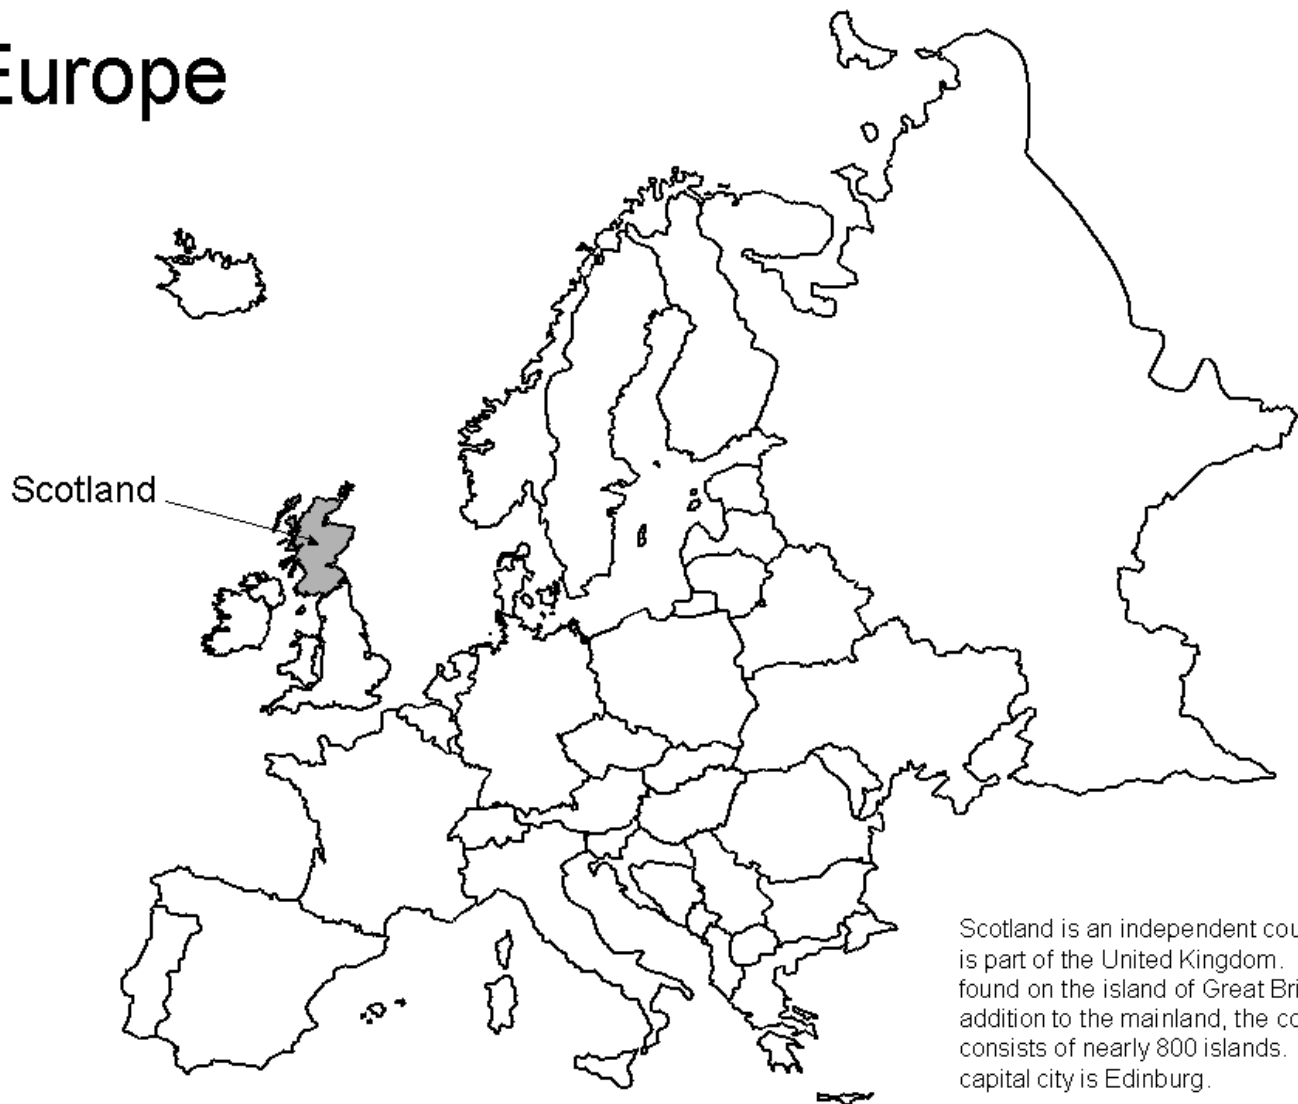 Europe
Scotland
Scotland is an independent cou
is part of the United Kingdom.
found on the island of Great Bri
addition to the mainland, the co
consists of nearly 800 islands.
capital city is Edinburg.